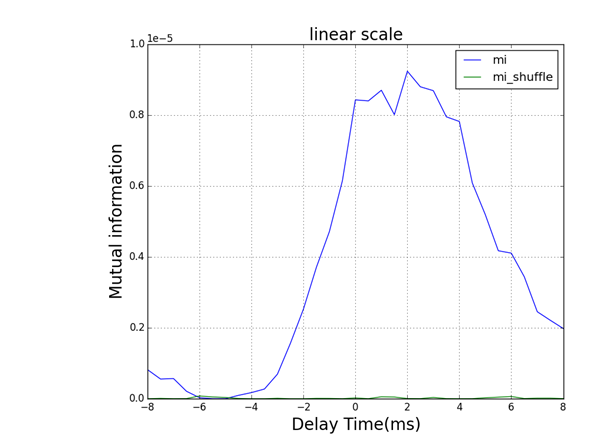 linear scale
1e−5
mi
mi_shuffle
1.0
0.8
0.6
0.4
0.2
0.0
Mutual information
−8 −6 −4 −2 0 2 4 6 8
Delay Time(ms)